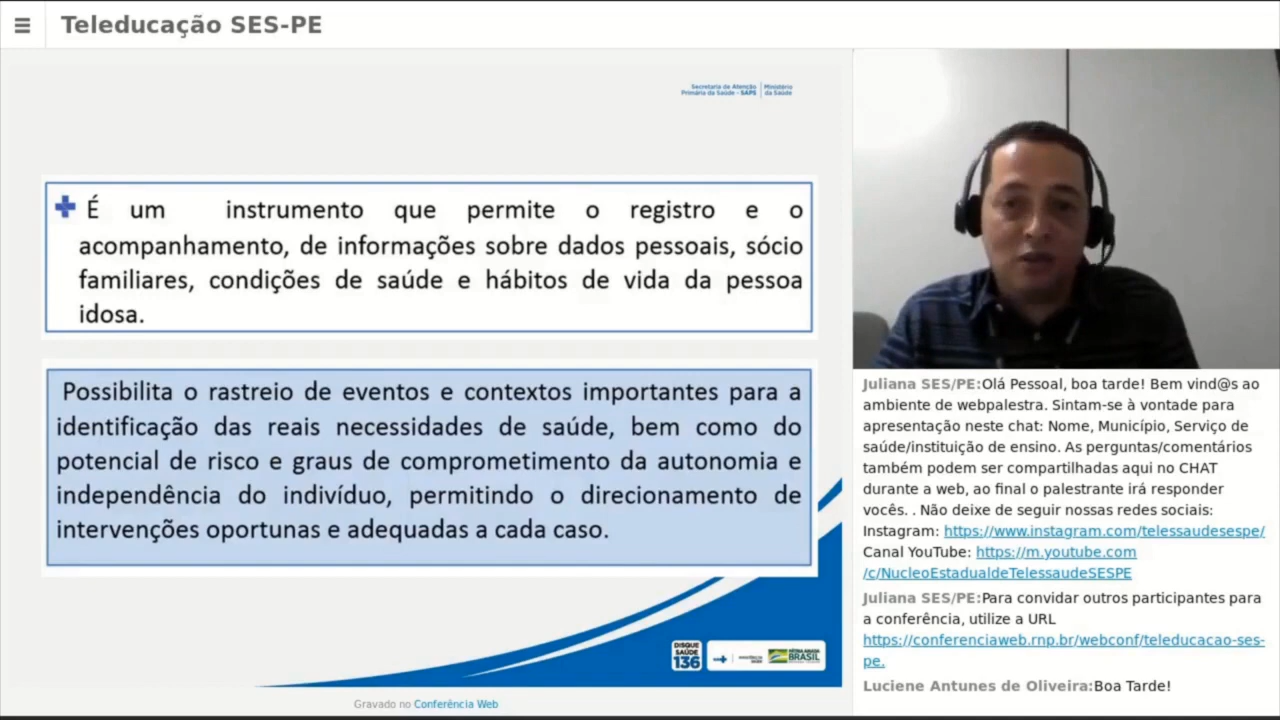 Teleducação SES-PE
Secretaria de Atenção
Primária da Saúde - SAPS
Ministério
da Saúde
É um instrumento que permite o registro e o
acompanhamento, de informações sobre dados pessoais, sócio
familiares, condições de saúde e hábitos de vida da pessoa
idosa.
Possibilita o rastreio de eventos e contextos importantes para a
identificação das reais necessidades de saúde, bem como do
potencial de risco e graus de comprometimento da autonomia e
independência do indivíduo, permitindo o direcionamento de
intervenções oportunas e adequadas a cada caso.
DISQUE
SAÚDE
136
PÁTRIA AMADA
BRASIL
Gravado no Conferência Web
Juliana SES/PE:Olá Pessoal, boa tarde! Bem vind@s ao
ambiente de webpalestra. Sintam-se à vontade para
apresentação neste chat: Nome, Município, Serviço de
saúde/instituição de ensino. As perguntas/comentários
também podem ser compartilhadas aqui no CHAT
durante a web, ao final o palestrante irá responder
vocês. . Não deixe de seguir nossas redes sociais:
Instagram: https://www.instagram.com/telessaudesespe/
Canal YouTube: https://m.youtube.com
/c/NucleoEstadualdeTelessaudeSESPE
Juliana SES/PE:Para convidar outros participantes para
a conferência, utilize a URL
https://conferenciaweb.rnp.br/webconf/teleducacao-ses-
pe.
Luciene Antunes de Oliveira:Boa Tarde!